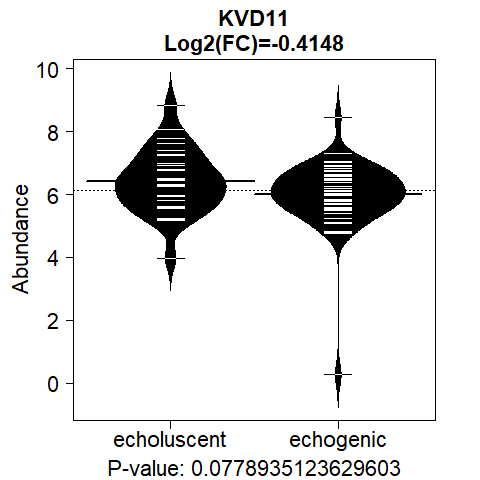 KVD11
Log2(FC)=-0.4148
10
8
6
4
2
0
Abundance
echoluscent echogenic
P-value: 0.0778935123629603